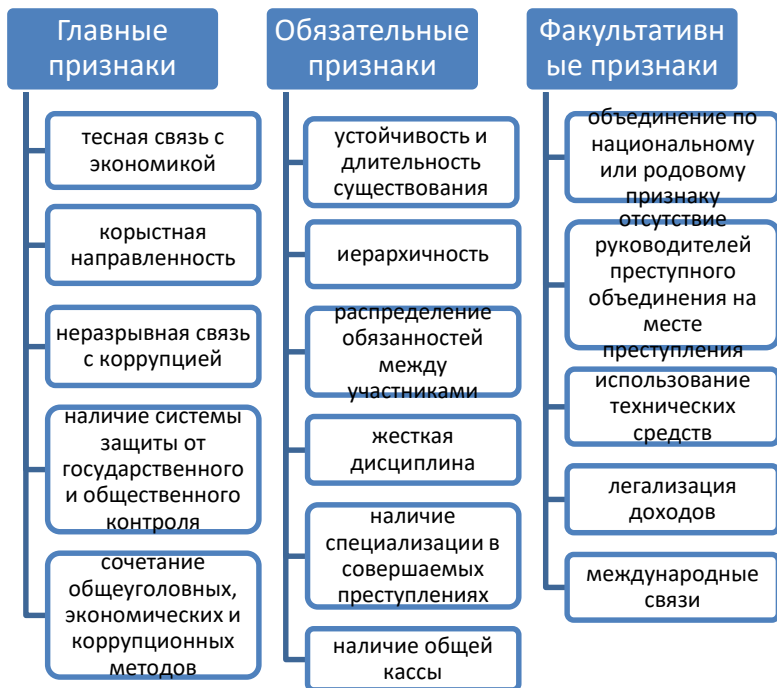 Главные
признаки
тесная связь с
экономикой
корыстная
направленность
неразрывная связь
с коррупцией
наличие системы
защиты от
государственного
и общественного
контроля
сочетание
общеуголовных,
экономических и
коррупционных
методов
Обязательные
признаки
устойчивость и
длительность
существования
иерархичность
распределение
обязанностей
между
участниками
жесткая
дисциплина
наличие
специализации в
совершаемых
преступлениях
наличие общей
кассы
Факультативн
ые признаки
объединение по
национальному
или родовому
признаку
отсутствие
руководителей
преступного
объединения на
месте
преступления
использование
технических
средств
легализация
доходов
международные
связи